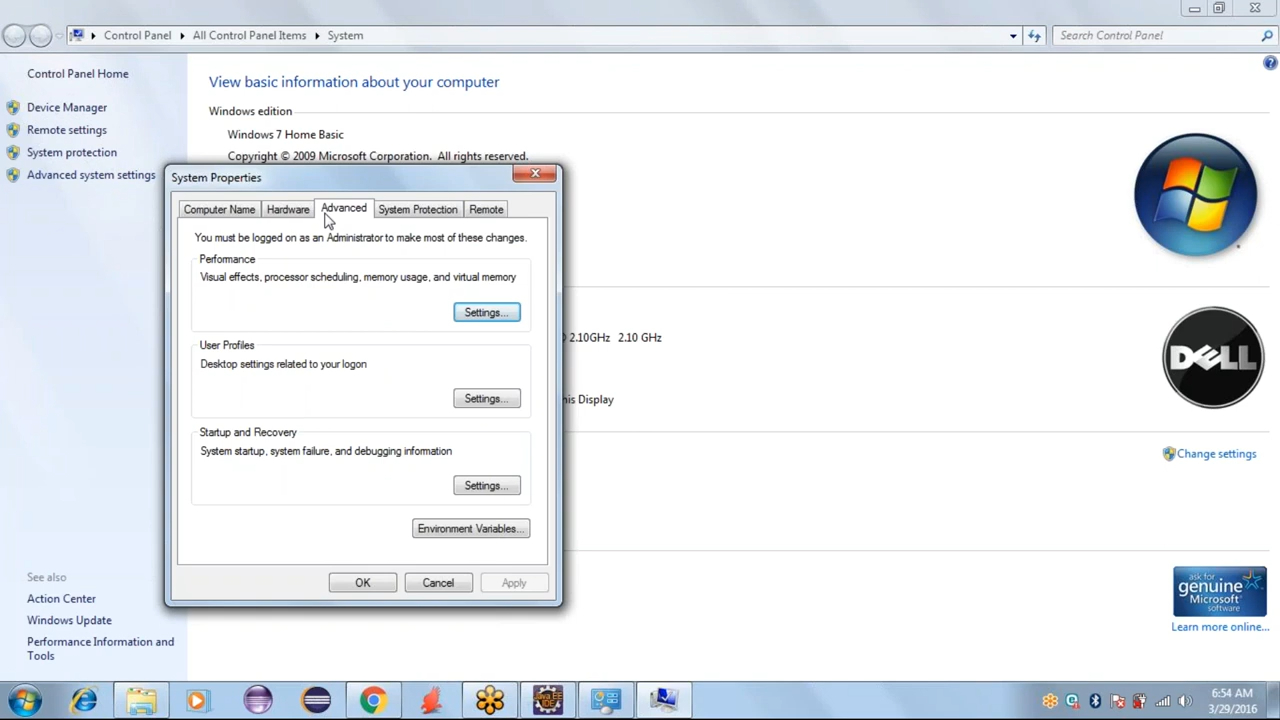 Control Panel ▸ All Control Panel Items ▸ System
Search Control Panel
Control Panel Home
Device Manager
Remote settings
System protection
Advanced system settings
See also
Action Center
Windows Update
Performance Information and
Tools
View basic information about your computer
Windows edition
Windows 7 Home Basic
Copyright © 2009 Microsoft Corporation. All rights reserved.
System Properties
Computer Name Hardware Advanced System Protection Remote
You must be logged on as an Administrator to make most of these changes.
Performance
Visual effects, processor scheduling, memory usage, and virtual memory
Settings...
User Profiles
Desktop settings related to your logon
Settings...
Startup and Recovery
System startup, system failure, and debugging information
Settings...
Environment Variables...
OK Cancel Apply
2.10GHz 2.10 GHz
his Display
DELL
Change settings
ask for
genuine
Microsoft
software
Learn more online...
Java EE
IDE
6:54 AM
3/29/2016